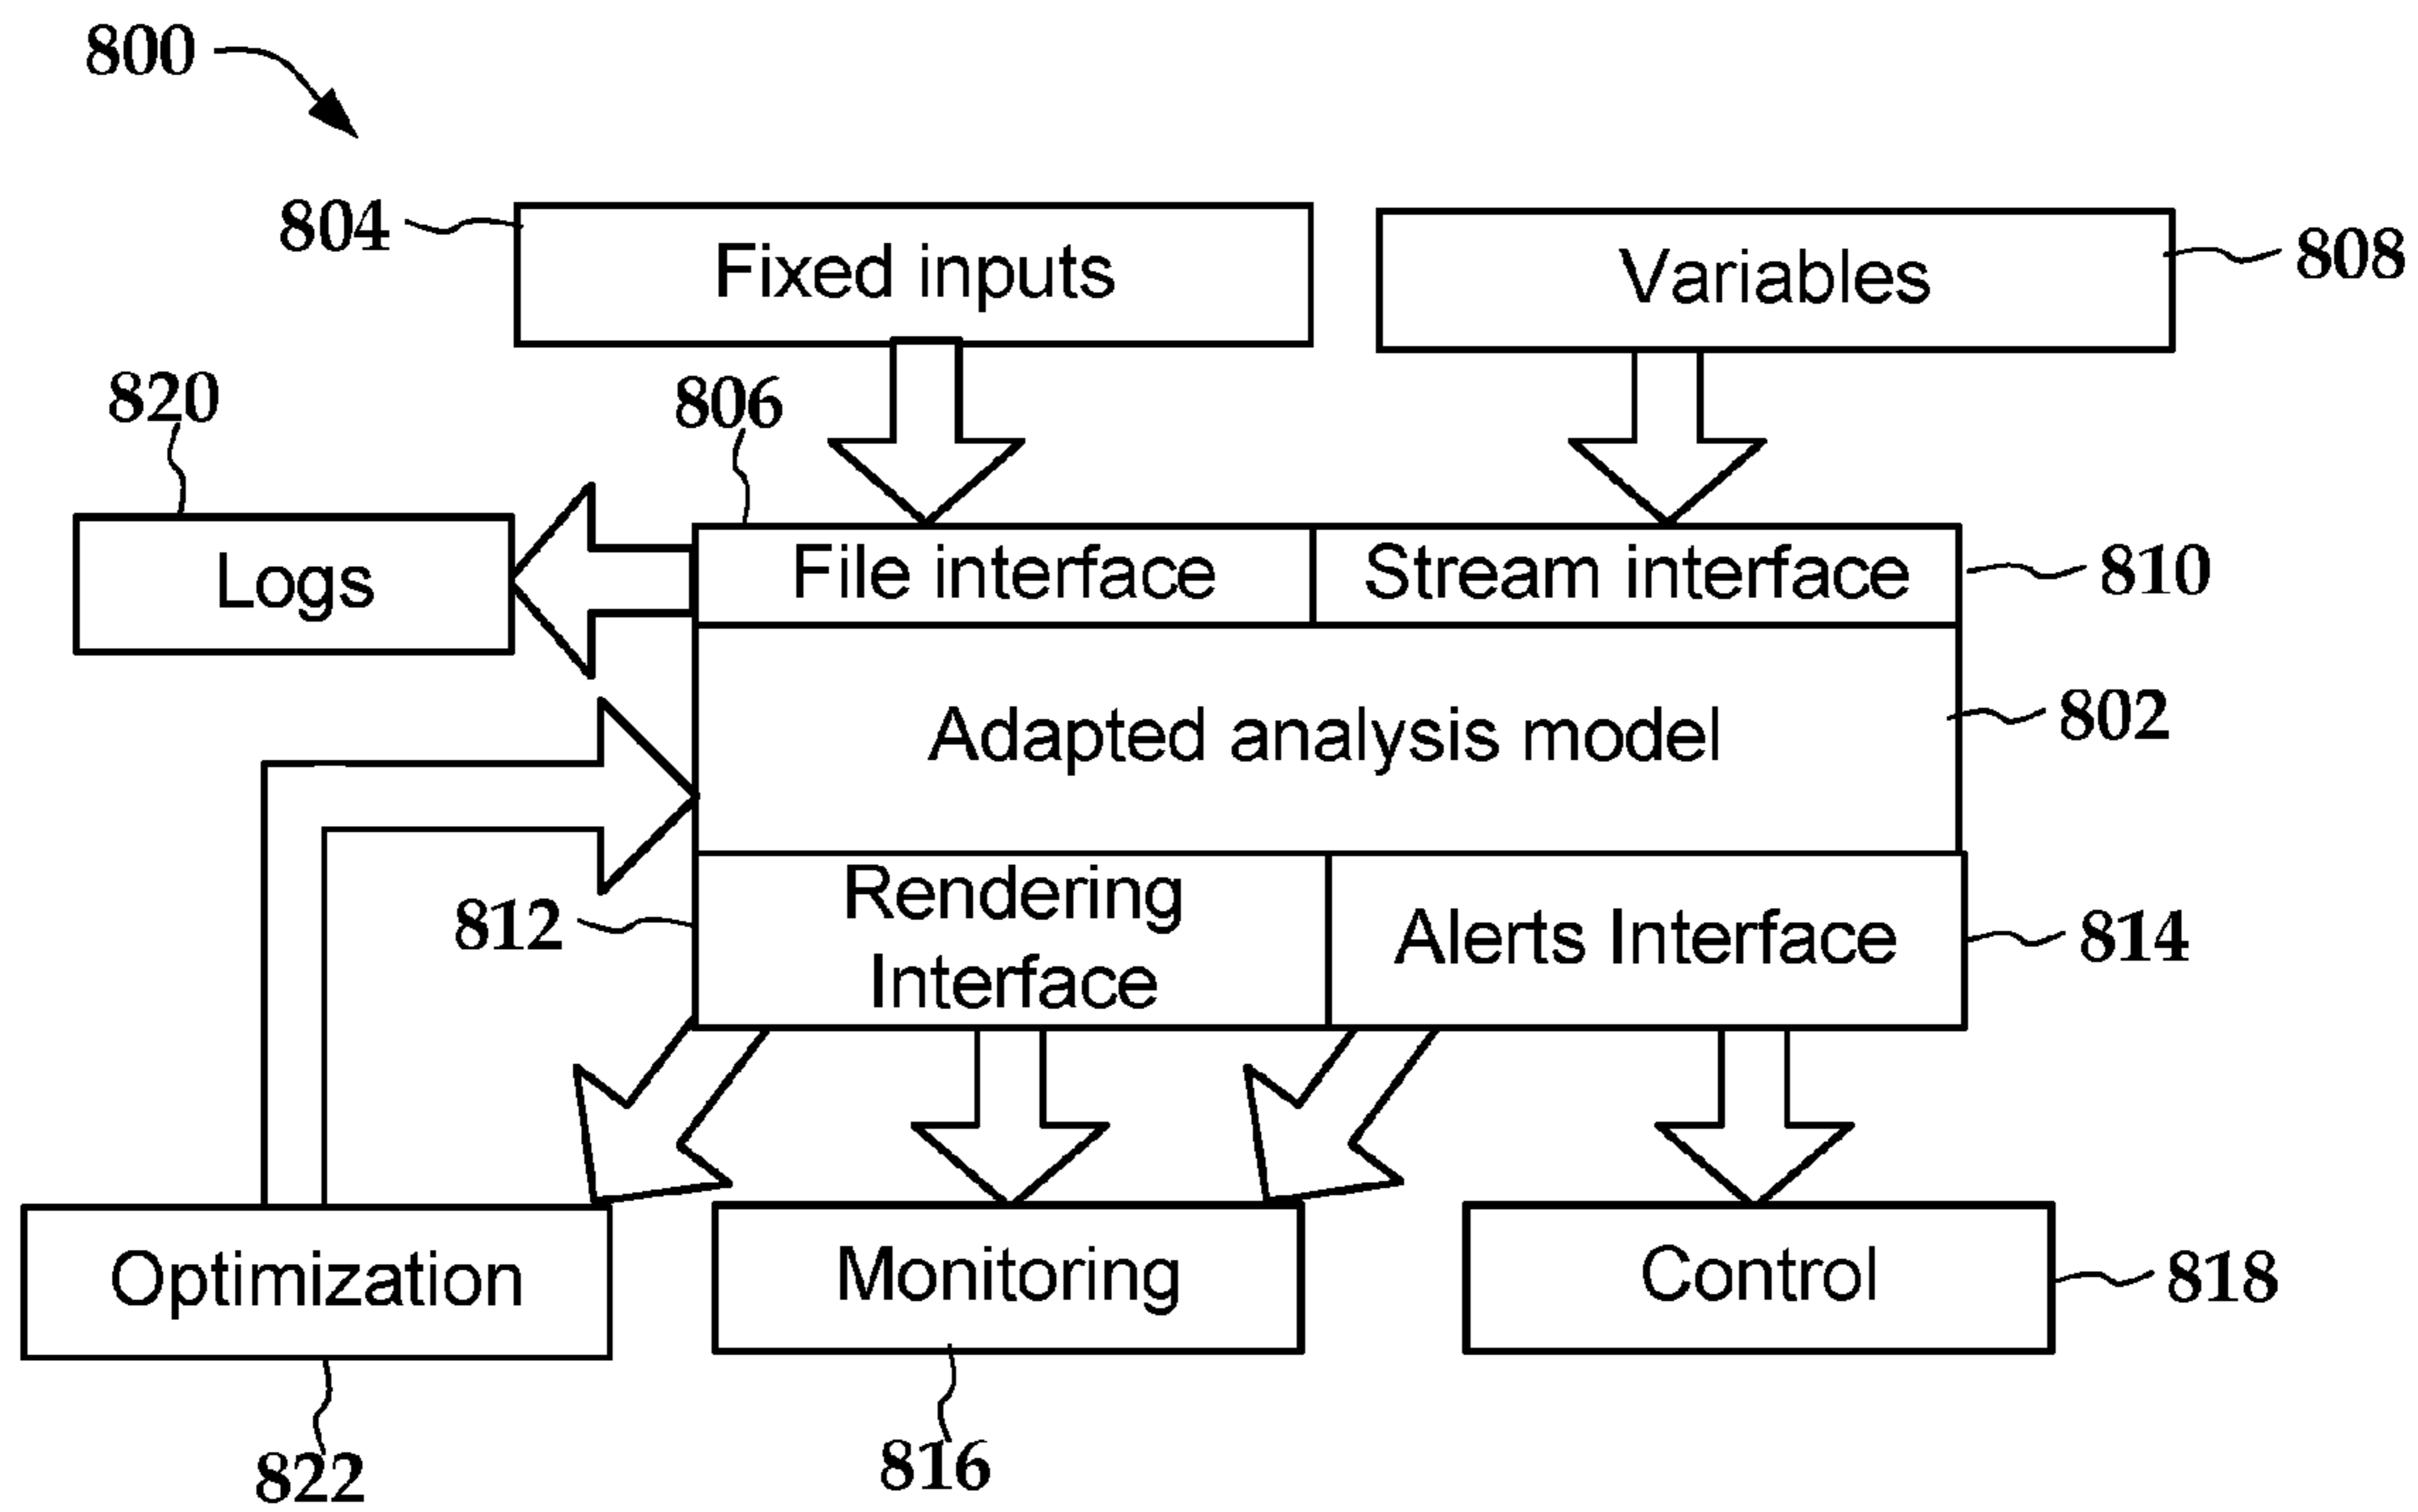 800
804
Fixed inputs
Variables
808
820
806
Logs
File interface
Stream interface
810
Adapted analysis model
802
812
Rendering
Interface
Alerts Interface
814
Optimization
Monitoring
Control
818
822
816